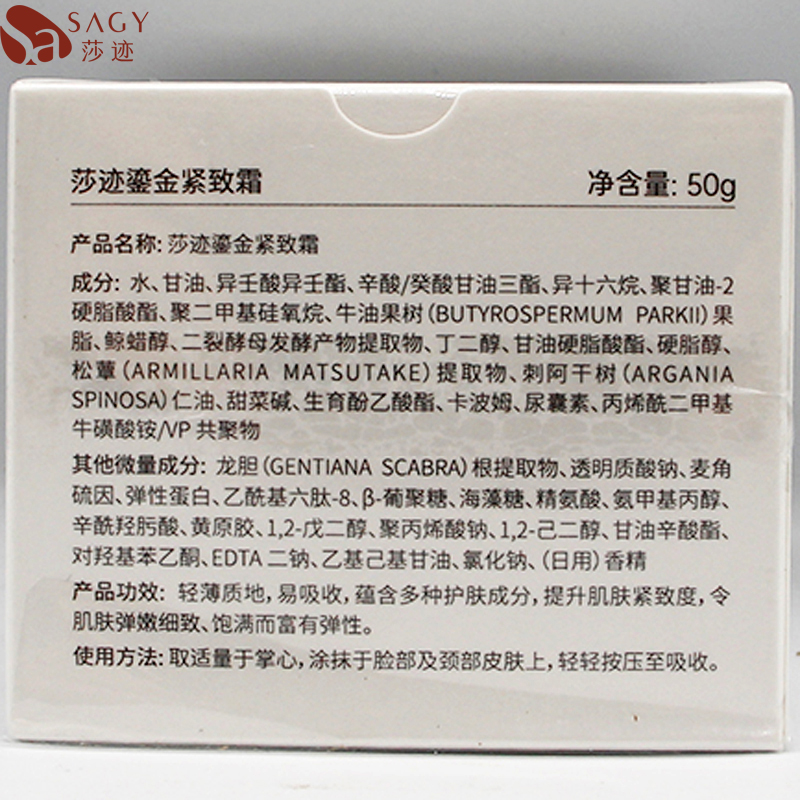 SAGY
莎迹
莎迹鎏金紧致霜 净含量: 50g
产品名称: 莎迹鎏金紧致霜
成分: 水、甘油、异壬酸异壬酯、辛酸/癸酸甘油三酯、异十六烷、聚甘油-2
硬脂酸酯、聚二甲基硅氧烷、牛油果树(BUTYROSPERMUM PARKII)果
脂、鲸蜡醇、二裂酵母发酵产物提取物、丁二醇、甘油硬脂酸酯、硬脂醇、
松蕈(ARMILLARIA MATSUTAKE)提取物、刺阿干树(ARGANIA
SPINOSA)仁油、甜菜碱、生育酚乙酸酯、卡波姆、尿囊素、丙烯酰二甲基
牛磺酸铵/VP 共聚物
其他微量成分: 龙胆(GENTIANA SCABRA)根提取物、透明质酸钠、麦角
硫因、弹性蛋白、乙酰基六肽-8、β-葡聚糖、海藻糖、精氨酸、氨甲基丙醇、
辛酰羟肟酸、黄原胶、1,2-戊二醇、聚丙烯酸钠、1,2-己二醇、甘油辛酸酯、
对羟基苯乙酮、EDTA 二钠、乙基己基甘油、氯化钠、(日用)香精
产品功效: 轻薄质地,易吸收,蕴含多种护肤成分,提升肌肤紧致度,令
肌肤弹嫩细致、饱满而富有弹性。
使用方法: 取适量于掌心,涂抹于脸部及颈部皮肤上,轻轻按压至吸收。